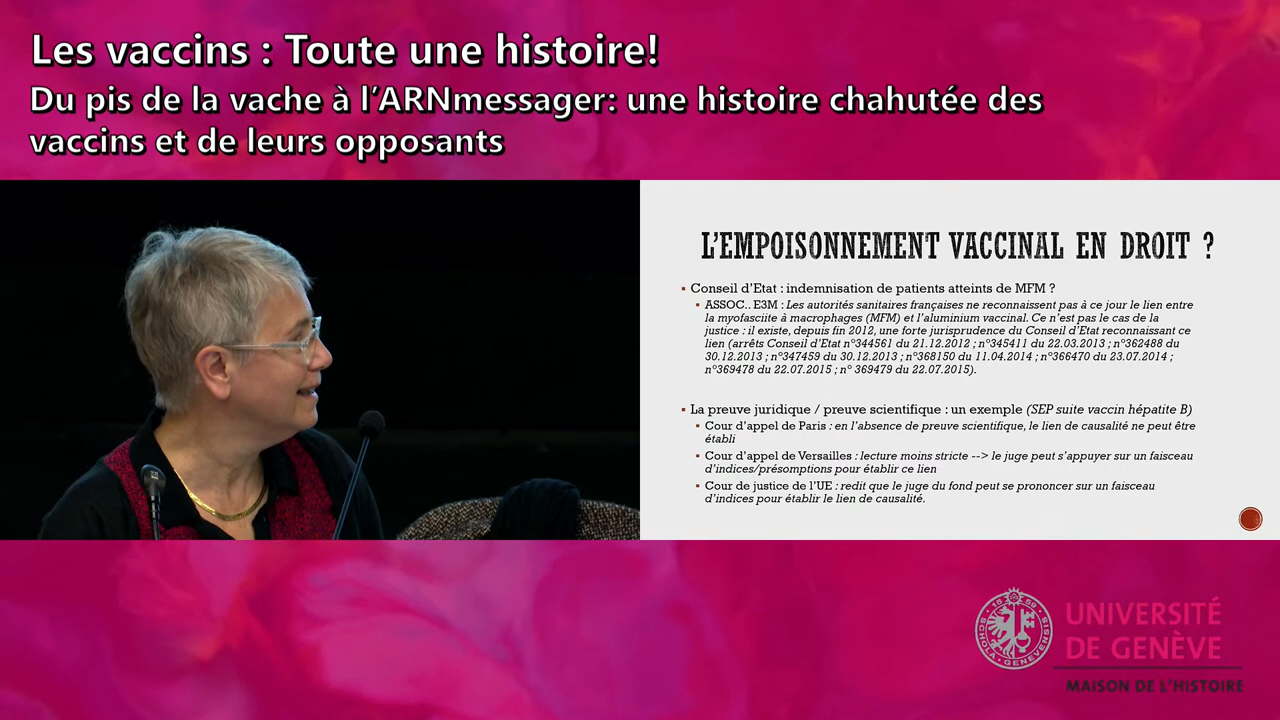 Les vaccins : Toute une histoire!
Du pis de la vache à l'ARNmessager: une histoire chahutée des
vaccins et de leurs opposants
L'EMPOISONNEMENT VACCINAL EN DROIT ?
▪ Conseil d'Etat : indemnisation de patients atteints de MFM ?
▪ ASSOC.. E3M : Les autorités sanitaires françaises ne reconnaissent pas à ce jour le lien entre
la myofasciite à macrophages (MFM) et l'aluminium vaccinal. Ce n'est pas le cas de la
justice : il existe, depuis fin 2012, une forte jurisprudence du Conseil d'Etat reconnaissant ce
lien (arrêts Conseil d'Etat n°344561 du 21.12.2012 ; n°345411 du 22.03.2013 ; n°362488 du
30.12.2013 ; n°347459 du 30.12.2013 ; n°368150 du 11.04.2014 ; n°366470 du 23.07.2014 ;
n°369478 du 22.07.2015 ; n° 369479 du 22.07.2015).
▪ La preuve juridique / preuve scientifique : un exemple (SEP suite vaccin hépatite B)
▪ Cour d'appel de Paris : en l'absence de preuve scientifique, le lien de causalité ne peut être
établi
▪ Cour d'appel de Versailles : lecture moins stricte --> le juge peut s'appuyer sur un faisceau
d'indices/présomptions pour établir ce lien
▪ Cour de justice de l'UE : redit que le juge du fond peut se prononcer sur un faisceau
d'indices pour établir le lien de causalité.
15 59
SCHOLA GENEVENSIS
UNIVERSITÉ
DE GENÈVE
MAISON DE L'HISTOIRE